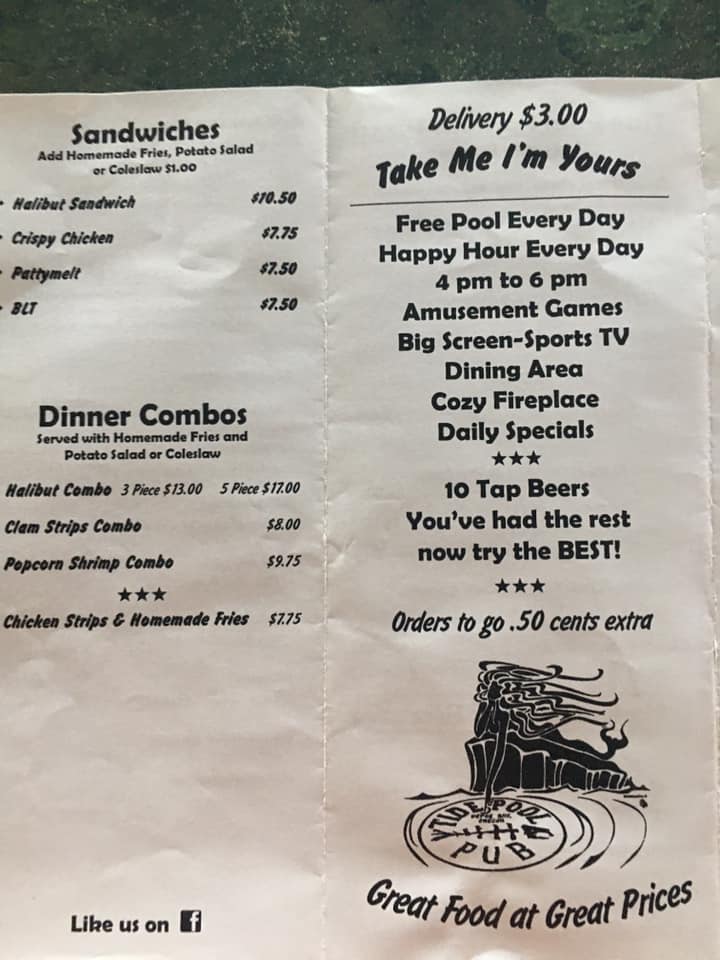 Sandwiches
Add Homemade Fries, Potato Salad
or Coleslaw $1.00
Halibut Sandwich $10.50
Crispy Chicken $7.75
Pattymelt $7.50
BLT $7.50
Dinner Combos
Served with Homemade Fries and
Potato Salad or Coleslaw
Halibut Combo 3 Piece $13.00 5 Piece $17.00
Clam Strips Combo $8.00
Popcorn Shrimp Combo $9.75
★★★
Chicken Strips & Homemade Fries $7.75
Like us on f
Delivery $3.00
Take Me I'm Yours
Free Pool Every Day
Happy Hour Every Day
4 pm to 6 pm
Amusement Games
Big Screen-Sports TV
Dining Area
Cozy Fireplace
Daily Specials
★★★
10 Tap Beers
You've had the rest
now try the BEST!
★★★
Orders to go .50 cents extra
TIDE POOL
DEPOE BAY,
OREGON
PUB
Great Food at Great Prices